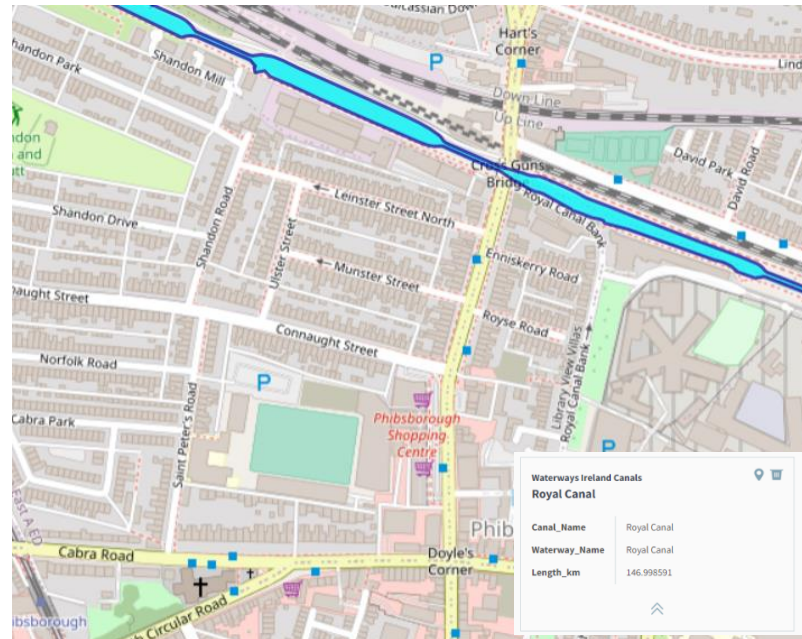 Hart's
Corner
Shandon Mill
Shandon Park
Down Line
Up Line
Cross Guns
Bridge
David Park
David Road
Royal Canal Bank
Leinster Street North
Shandon Road
Shandon Drive
Ulster Street
Munster Street
Enniskerry Road
Royse Road
Connaught Street
Norfolk Road
Library View Villas
Royal Canal Bank
P
P
P
Phibsborough
Shopping
Centre
Cabra Park
Saint Peter's Road
Cabra Road
Doyle's
Corner
Waterways Ireland Canals
Royal Canal
Canal_Name Royal Canal
Waterway_Name Royal Canal
Length_km 146.998591